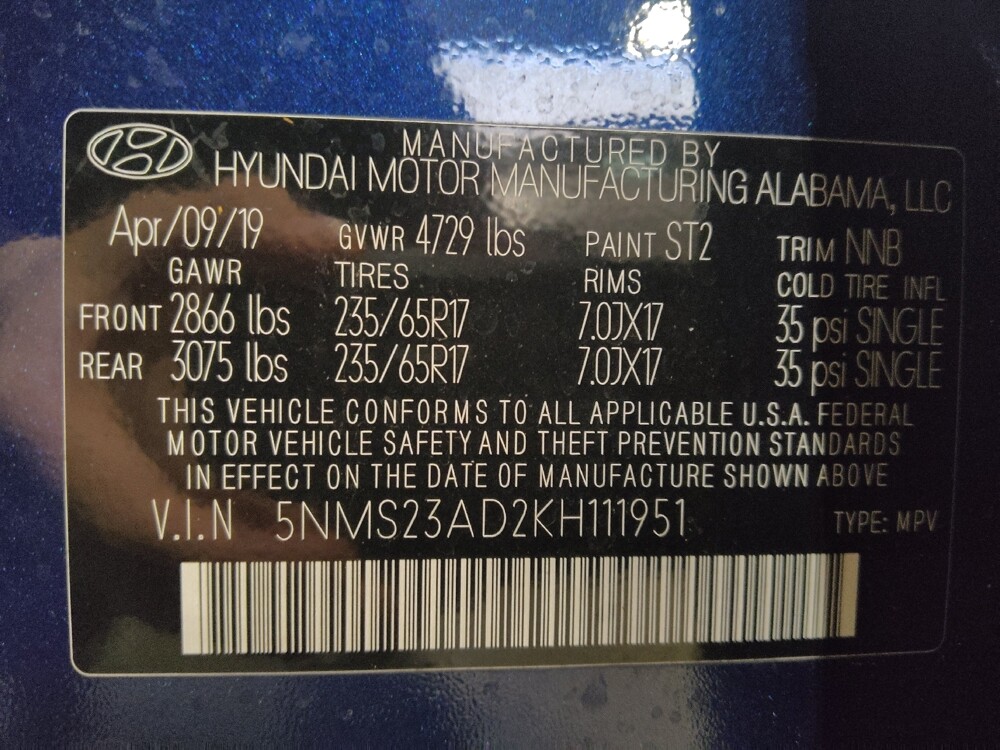 MANUFACTURED BY
HYUNDAI MOTOR MANUFACTURING ALABAMA, LLC
Apr/09/19 GVWR 4729 lbs PAINT ST2 TRIM NNB
GAWR TIRES RIMS COLD TIRE INFL
FRONT 2866 lbs 235/65R17 7.0JX17 35 psi SINGLE
REAR 3075 lbs 235/65R17 7.0JX17 35 psi SINGLE
THIS VEHICLE CONFORMS TO ALL APPLICABLE U.S.A. FEDERAL
MOTOR VEHICLE SAFETY AND THEFT PREVENTION STANDARDS
IN EFFECT ON THE DATE OF MANUFACTURE SHOWN ABOVE
V.I.N 5NMS23AD2KH111951 TYPE: MPV